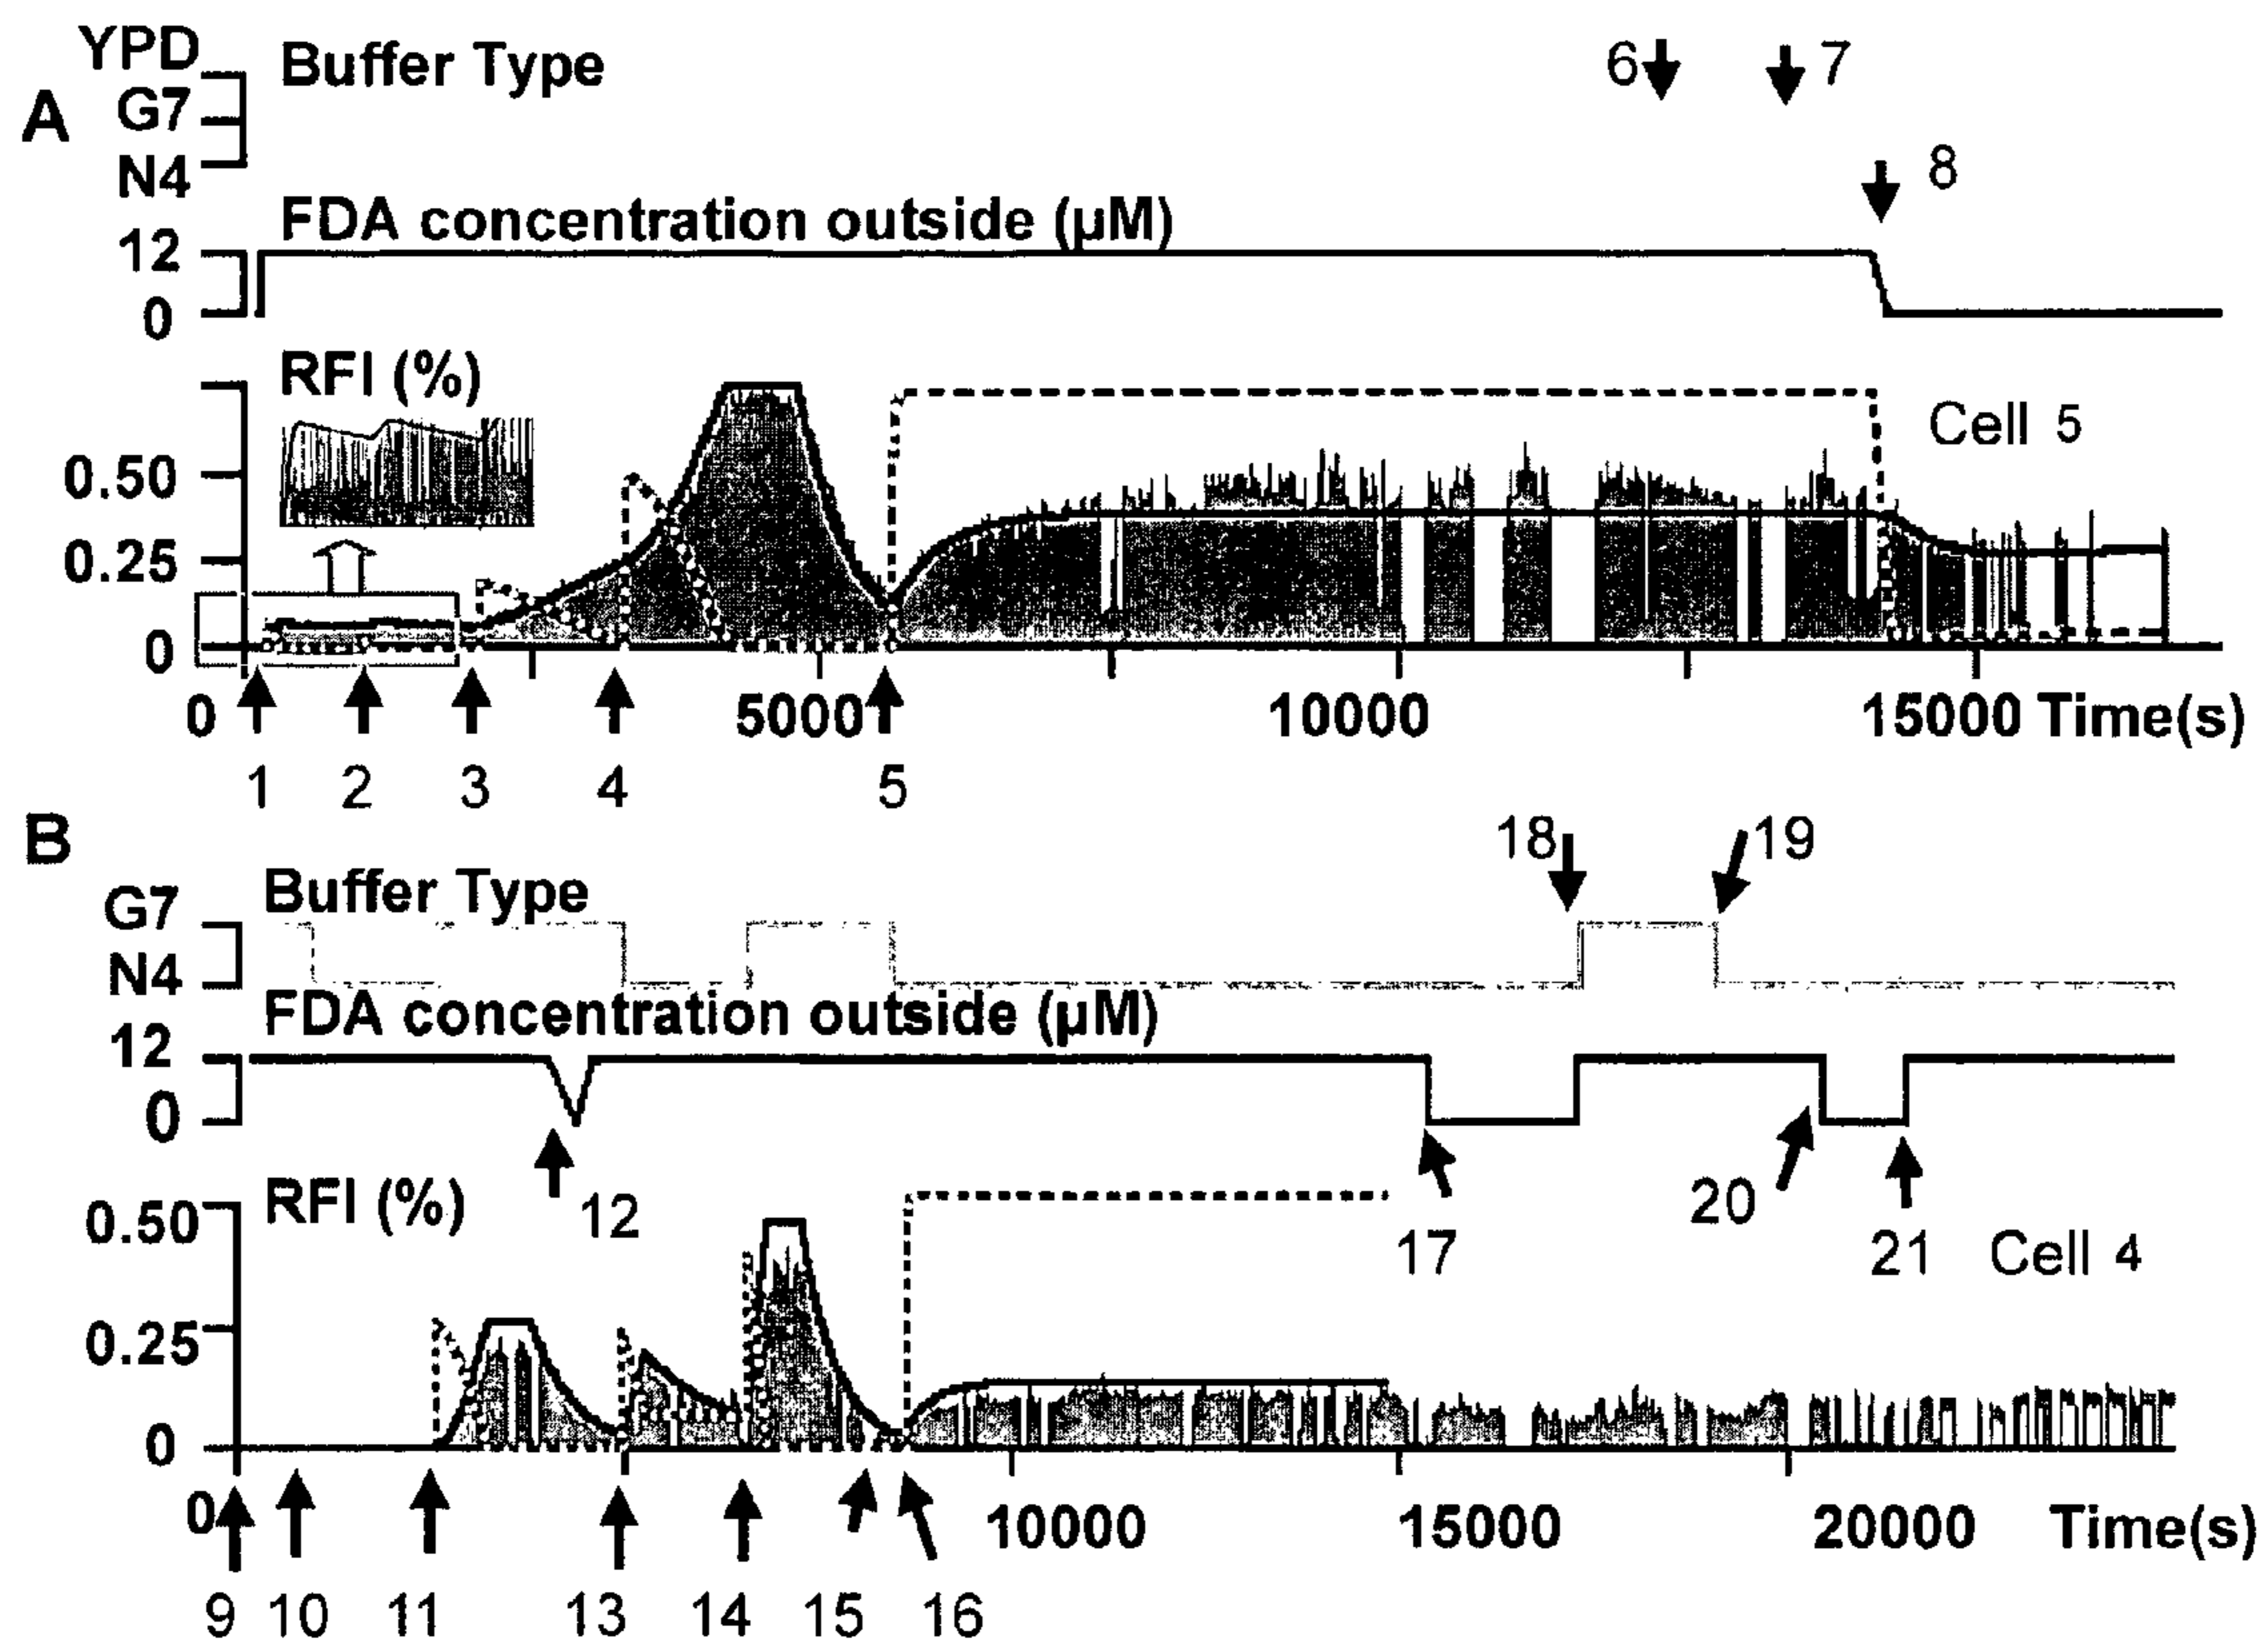 YPD
Buffer Type
6 7
A G7
N4
8
FDA concentration outside (µM)
12
0
RFI (%)
Cell 5
0.50
0.25
0
0 5000 10000 15000 Time(s)
1 2 3 4 5
B
18 19
G7 Buffer Type
N4
FDA concentration outside (µM)
12
0
RFI (%)
0.50
12
17
20
21
Cell 4
0.25
0
0 10000 15000 20000 Time(s)
9 10 11 13 14 15 16